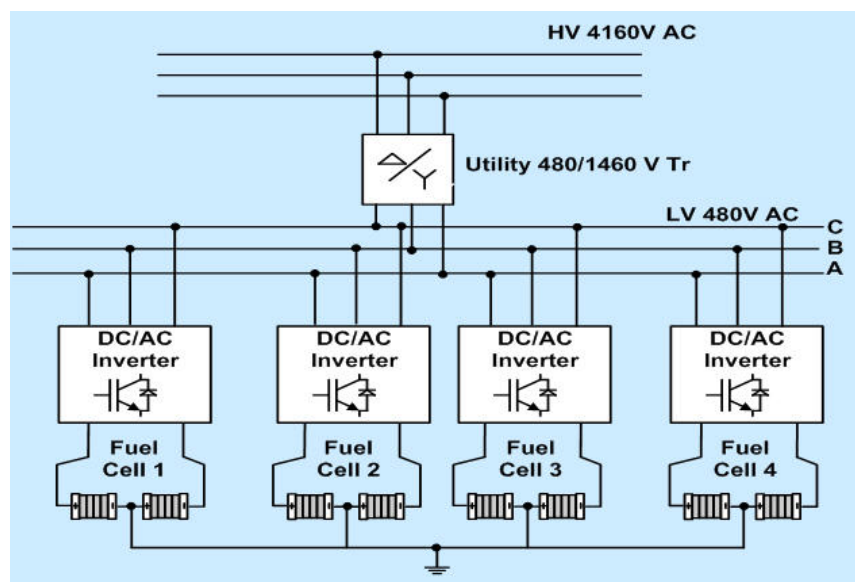 HV 4160V AC
Utility 480/1460 V Tr
LV 480V AC
C
B
A
DC/AC
Inverter
DC/AC
Inverter
DC/AC
Inverter
DC/AC
Inverter
Fuel
Cell 1
Fuel
Cell 2
Fuel
Cell 3
Fuel
Cell 4